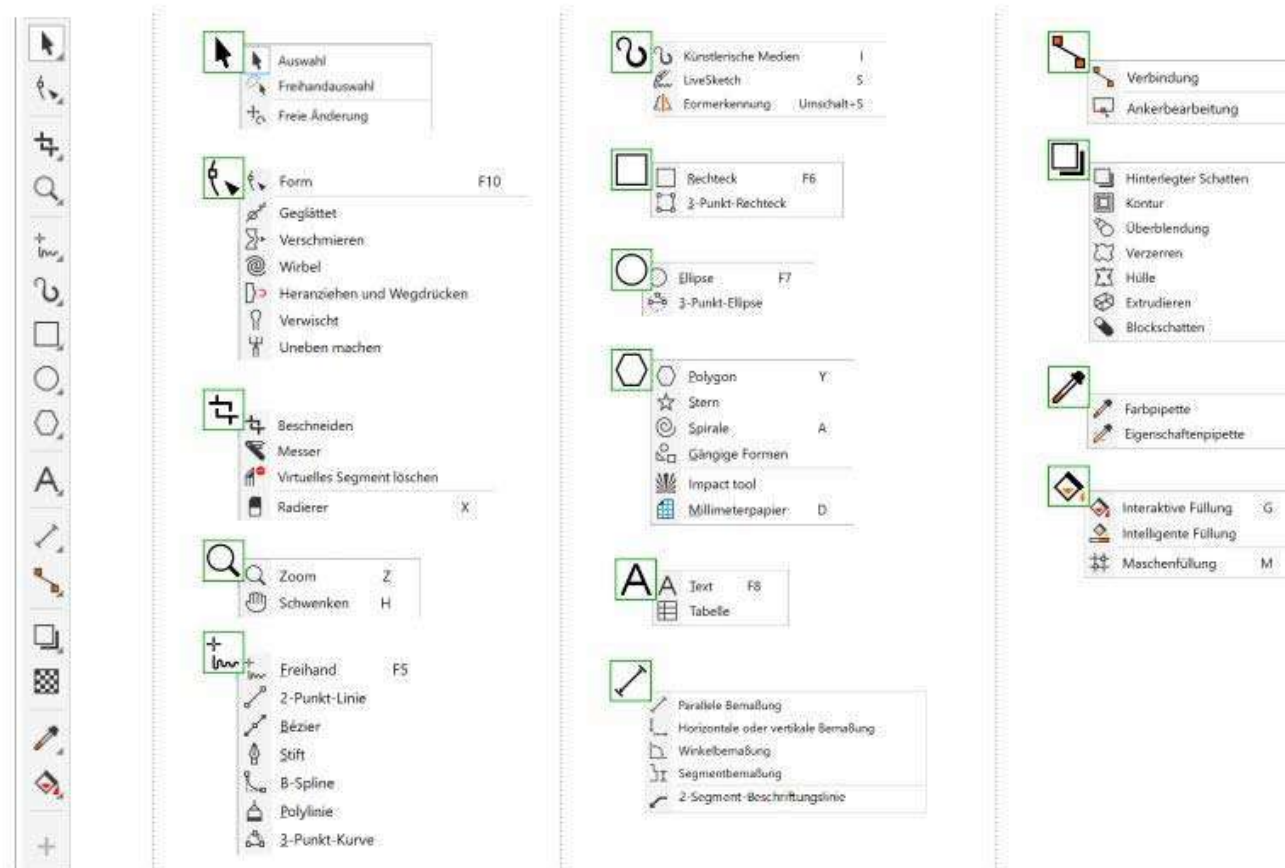 Auswahl
Freihandauswahl
Freie Änderung
Form F10
Geglättet
Verschmieren
Wirbel
Heranziehen und Wegdrücken
Verwischt
Uneben machen
Beschneiden
Messer
Virtuelles Segment löschen
Radierer X
Zoom Z
Schwenken H
Freihand F5
2-Punkt-Linie
Bézier
Stift
B-Spline
Polylinie
3-Punkt-Kurve
Künstlerische Medien I
LiveSketch S
Formerkennung Umschalt+S
Rechteck F6
3-Punkt-Rechteck
Ellipse F7
3-Punkt-Ellipse
Polygon Y
Stern
Spirale A
Gängige Formen
Impact tool
Millimeterpapier D
Text F8
Tabelle
Parallele Bemaßung
Horizontale oder vertikale Bemaßung
Winkelbemaßung
Segmentbemaßung
2-Segment-Beschriftungslinie
Verbindung
Ankerbearbeitung
Hinterlegter Schatten
Kontur
Überblendung
Verzerren
Hülle
Extrudieren
Blockschatten
Farbpipette
Eigenschaftenpipette
Interaktive Füllung G
Intelligente Füllung
Maschenfüllung M